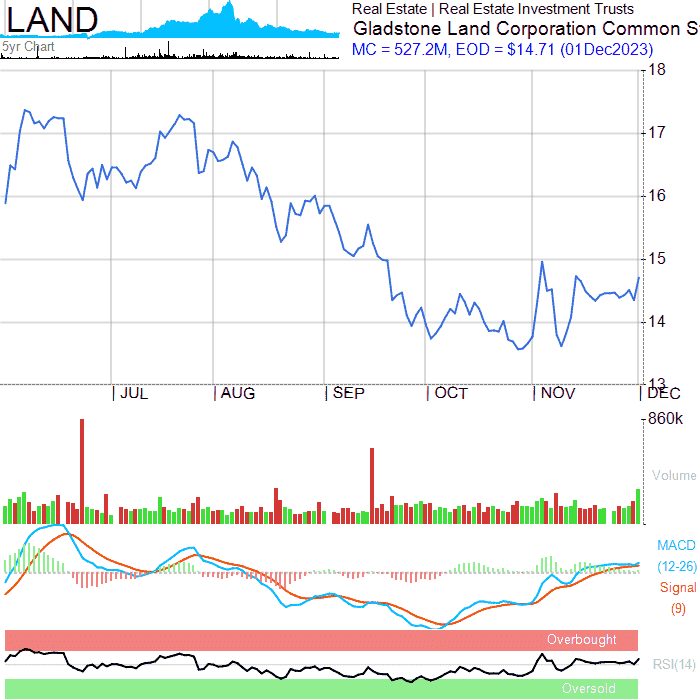 LAND
Real Estate | Real Estate Investment Trusts
Gladstone Land Corporation Common S
5yr Chart
MC = 527.2M, EOD = $14.71 (01Dec2023)
18
17
16
15
14
13
JUL AUG SEP OCT NOV DEC
860k
Volume
MACD
(12-26)
Signal
(9)
Overbought
RSI(14)
Oversold